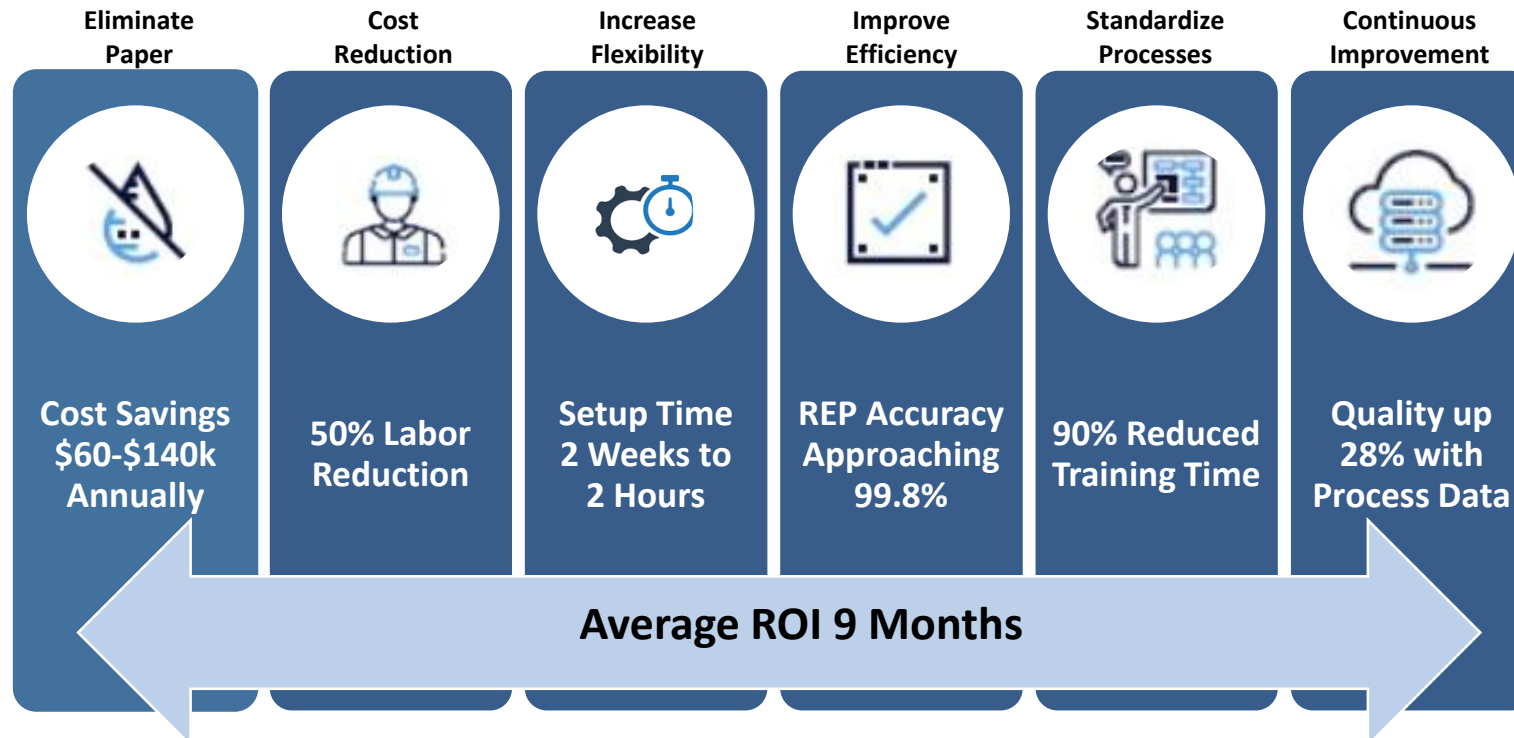 Eliminate
Paper
Cost
Reduction
Increase
Flexibility
Improve
Efficiency
Standardize
Processes
Continuous
Improvement
Cost Savings
$60-$140k
Annually
50% Labor
Reduction
Setup Time
2 Weeks to
2 Hours
REP Accuracy
Approaching
99.8%
90% Reduced
Training Time
Quality up
28% with
Process Data
Average ROI 9 Months